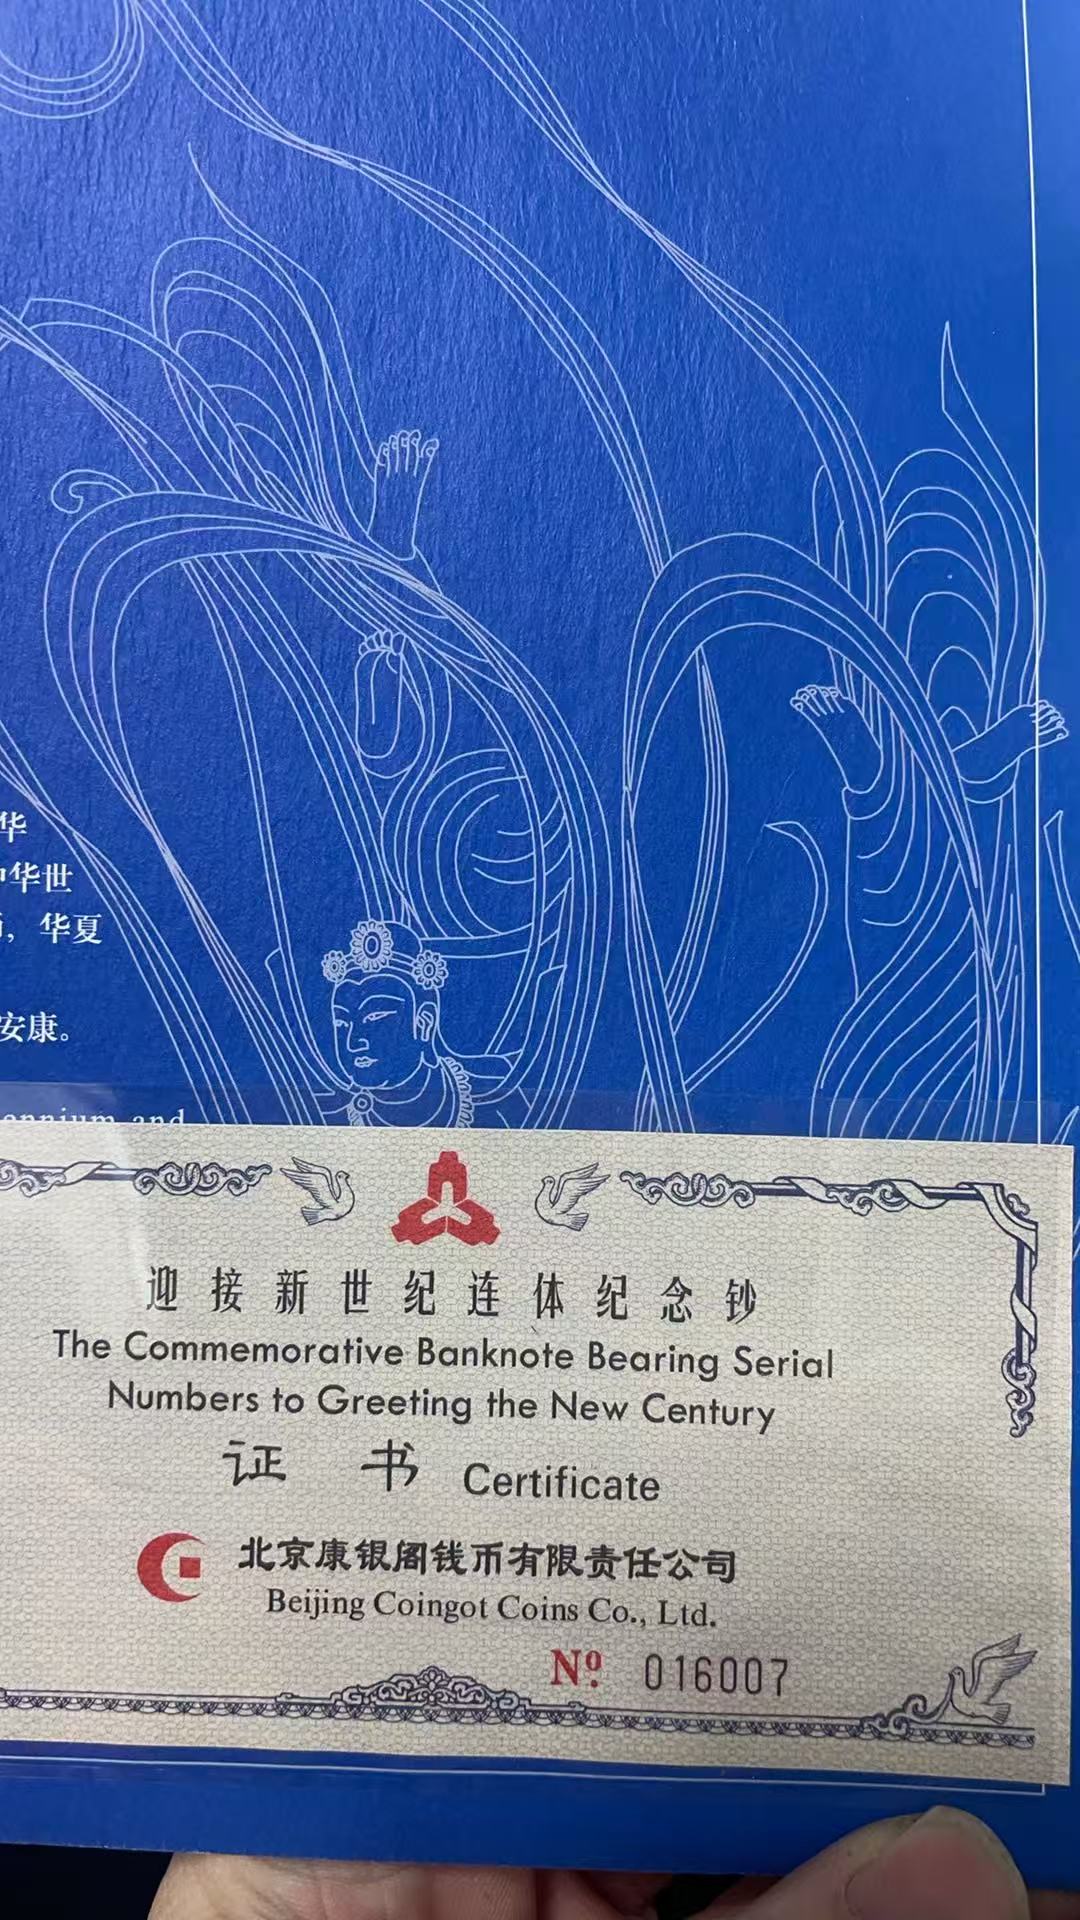 华
中华世
，华夏
安康。
ennium and
迎接新世纪连体纪念钞
The Commemorative Banknote Bearing Serial
Numbers to Greeting the New Century
证 书 Certificate
北京康银阁钱币有限责任公司
Beijing Coingot Coins Co., Ltd.
Nº 016007